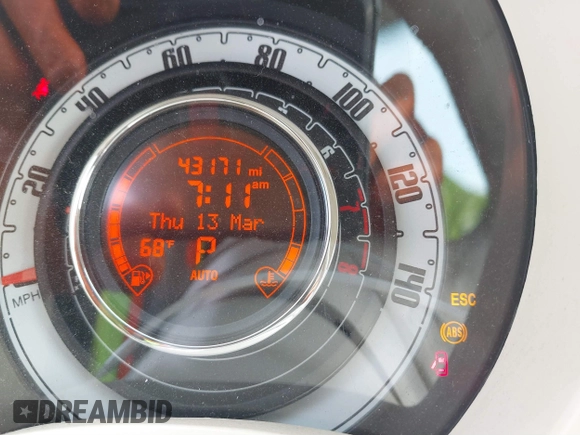 20
40
60
80
100
120
140
MPH
43171 mi
7:11 am
Thu 13 Mar
68°F
P
AUTO
ESC
ABS
DREAMBID